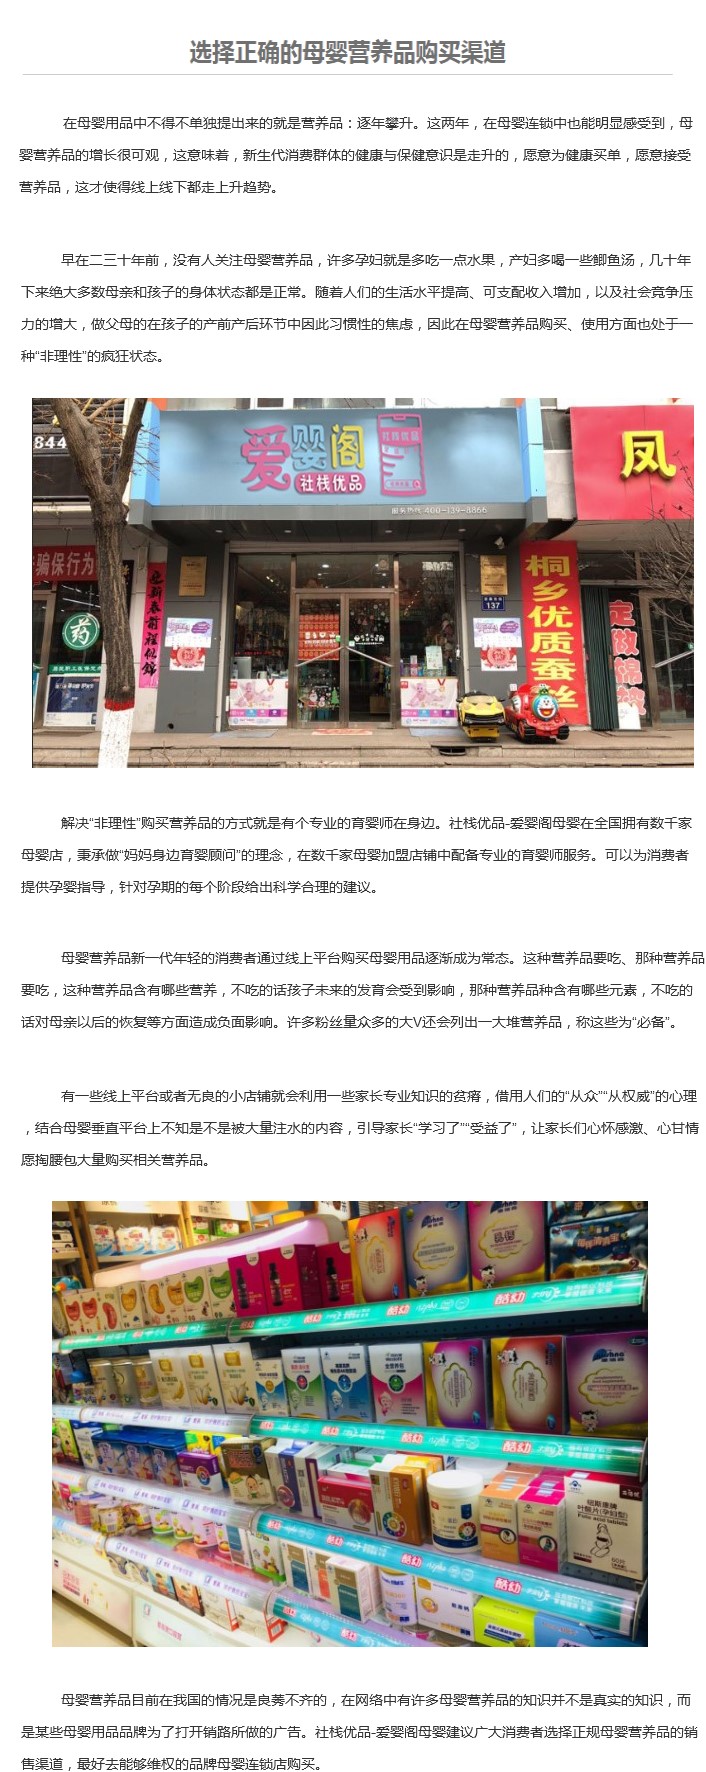 选择正确的母婴营养品购买渠道
在母婴用品中不得不单独提出来的就是营养品：逐年攀升。这两年，在母婴连锁中也能明显感受到，母
婴营养品的增长很可观，这意味着，新生代消费群体的健康与保健意识是走升的，愿意为健康买单，愿意接受
营养品，这才使得线上线下都走上升趋势。
早在二三十年前，没有人关注母婴营养品，许多孕妇就是多吃一点水果，产妇多喝一些鲫鱼汤，几十年
下来绝大多数母亲和孩子的身体状态都是正常。随着人们的生活水平提高、可支配收入增加，以及社会竞争压
力的增大，做父母的在孩子的产前产后环节中因此习惯性的焦虑，因此在母婴营养品购买、使用方面也处于一
种“非理性”的疯狂状态。
844
爱婴阁
社栈优品
社栈优品
服务热线 400-139-8866
凤
骗保行为
药
137
桐乡优质蚕丝
定做棉
解决“非理性”购买营养品的方式就是有个专业的育婴师在身边。社栈优品-爱婴阁母婴在全国拥有数千家
母婴店，秉承做“妈妈身边育婴顾问”的理念，在数千家母婴加盟店铺中配备专业的育婴师服务。可以为消费者
提供孕婴指导，针对孕期的每个阶段给出科学合理的建议。
母婴营养品新一代年轻的消费者通过线上平台购买母婴用品逐渐成为常态。这种营养品要吃、那种营养品
要吃，这种营养品含有哪些营养，不吃的话孩子未来的发育会受到影响，那种营养品种含有哪些元素，不吃的
话对母亲以后的恢复等方面造成负面影响。许多粉丝量众多的大V还会列出一大堆营养品，称这些为“必备”。
有一些线上平台或者无良的小店铺就会利用一些家长专业知识的贫瘠，借用人们的“从众”“从权威”的心理
，结合母婴垂直平台上不知是不是被大量注水的内容，引导家长“学习了”“受益了”，让家长们心怀感激、心甘情
愿掏腰包大量购买相关营养品。
酷幼
酷幼
酷幼
酷幼
酷幼
酷幼
酷幼
叶酸片(孕妇型)
Folic acid tablets
母婴营养品目前在我国的情况是良莠不齐的，在网络中有许多母婴营养品的知识并不是真实的知识，而
是某些母婴用品品牌为了打开销路所做的广告。社栈优品-爱婴阁母婴建议广大消费者选择正规母婴营养品的销
售渠道，最好去能够维权的品牌母婴连锁店购买。